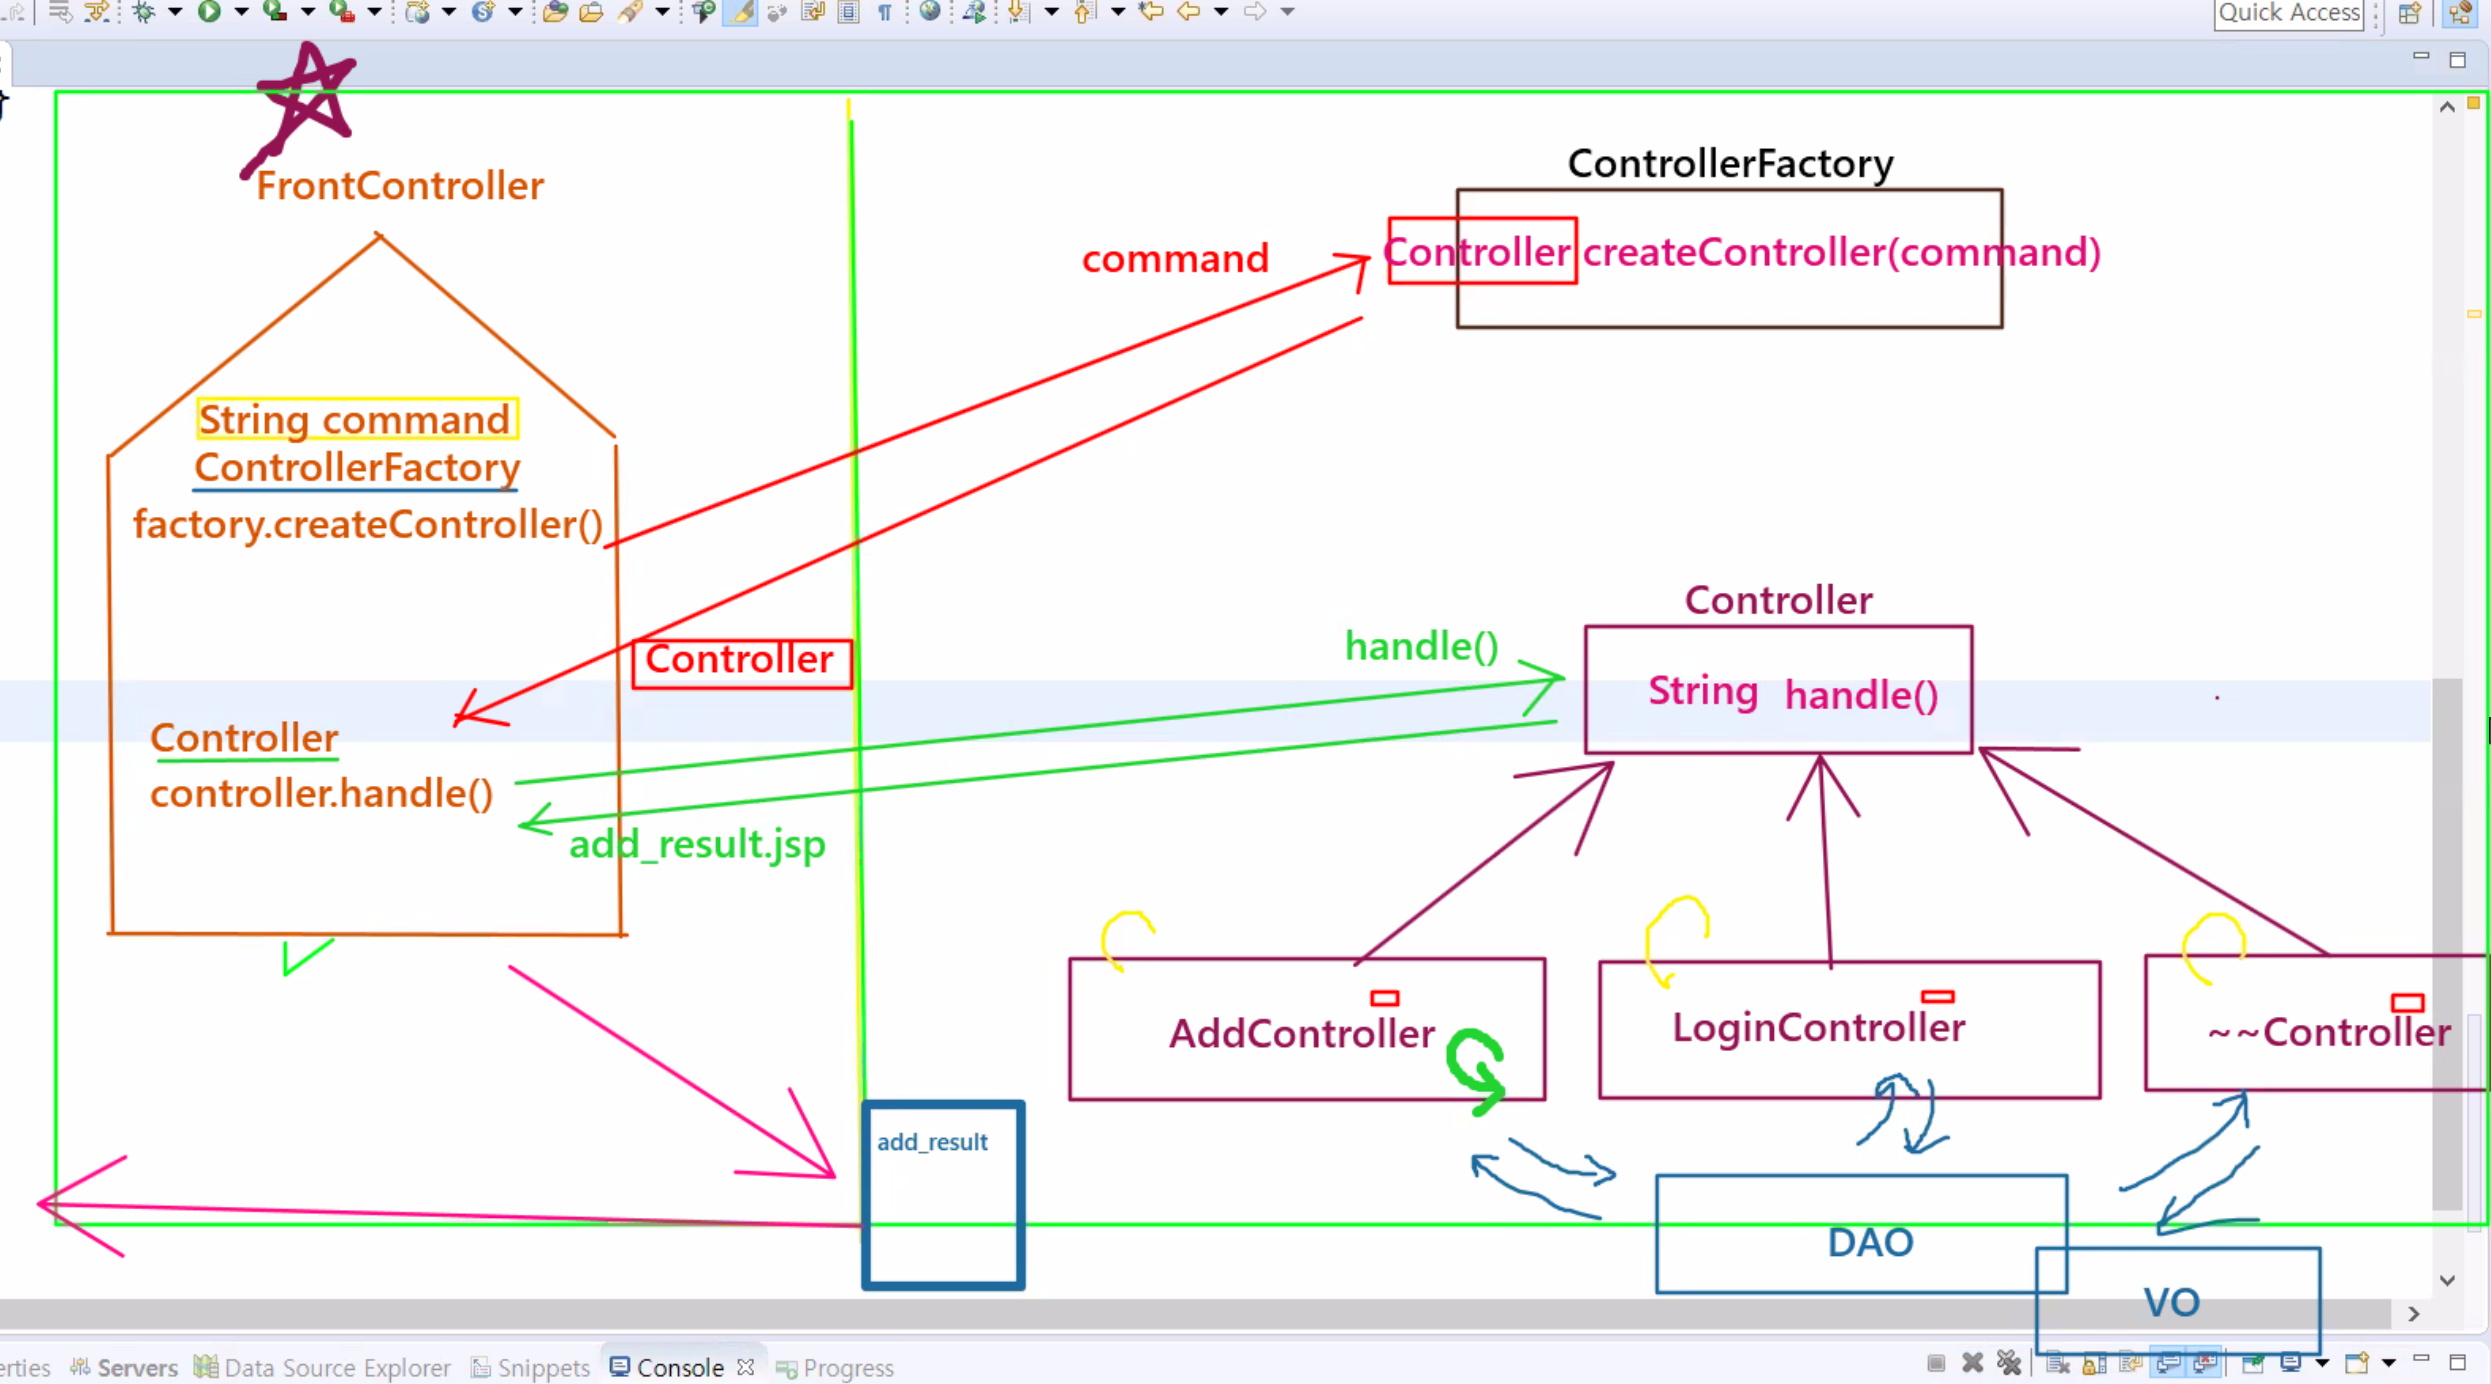 Quick Access
}
FrontController
ControllerFactory
command
Controller createController(command)
String command
ControllerFactory
factory.createController()
Controller
Controller
handle()
String handle()
Controller
controller.handle()
add_result.jsp
AddController
LoginController
~~Controller
add_result
DAO
VO
erties Servers Data Source Explorer Snippets Console Progress